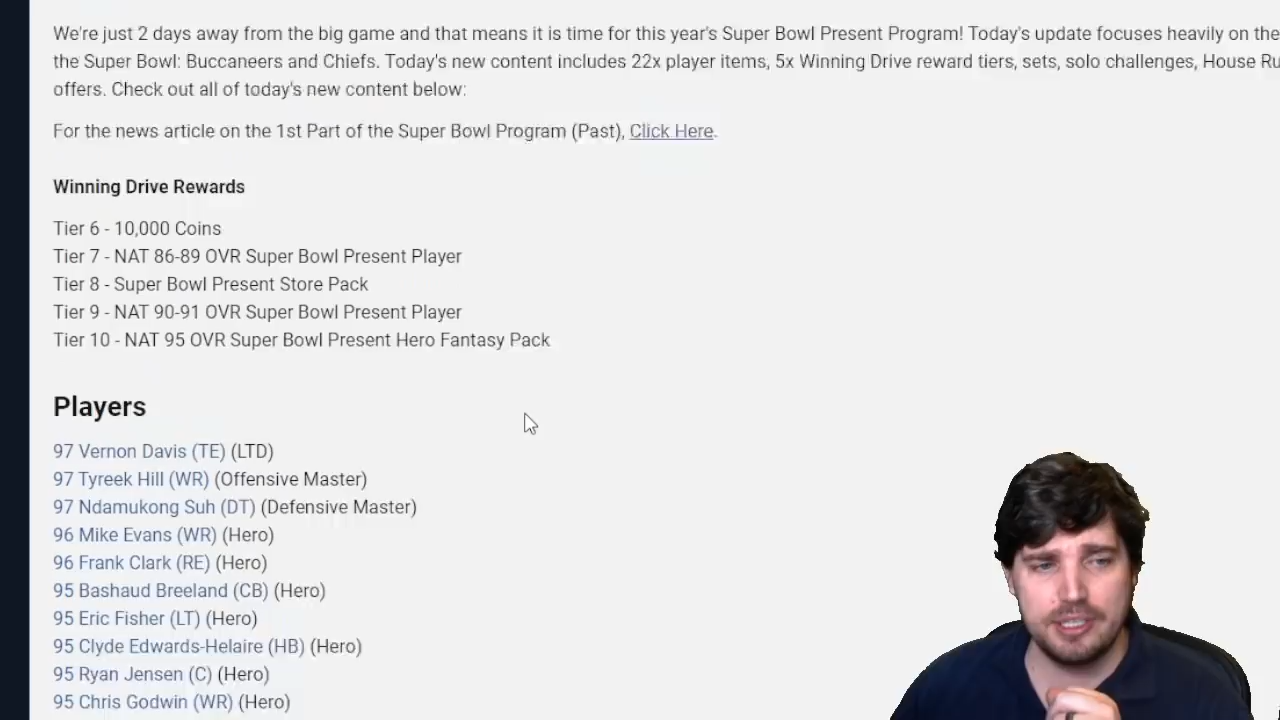 We're just 2 days away from the big game and that means it is time for this year's Super Bowl Present Program! Today's update focuses heavily on the
the Super Bowl: Buccaneers and Chiefs. Today's new content includes 22x player items, 5x Winning Drive reward tiers, sets, solo challenges, House Ru
offers. Check out all of today's new content below:
For the news article on the 1st Part of the Super Bowl Program (Past), Click Here.
Winning Drive Rewards
Tier 6 - 10,000 Coins
Tier 7 - NAT 86-89 OVR Super Bowl Present Player
Tier 8 - Super Bowl Present Store Pack
Tier 9 - NAT 90-91 OVR Super Bowl Present Player
Tier 10 - NAT 95 OVR Super Bowl Present Hero Fantasy Pack
Players
97 Vernon Davis (TE) (LTD)
97 Tyreek Hill (WR) (Offensive Master)
97 Ndamukong Suh (DT) (Defensive Master)
96 Mike Evans (WR) (Hero)
96 Frank Clark (RE) (Hero)
95 Bashaud Breeland (CB) (Hero)
95 Eric Fisher (LT) (Hero)
95 Clyde Edwards-Helaire (HB) (Hero)
95 Ryan Jensen (C) (Hero)
95 Chris Godwin (WR) (Hero)